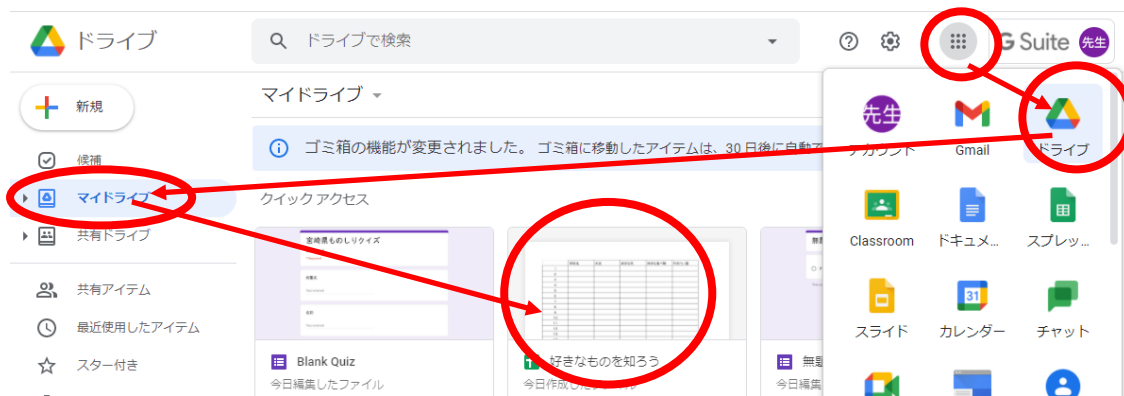 ドライブ
ドライブで検索
G Suite
先生
新規
マイドライブ
候補
ゴミ箱の機能が変更されました。 ゴミ箱に移動したアイテムは、30 日後に自動で
マイドライブ
クイック アクセス
共有ドライブ
共有アイテム
最近使用したアイテム
スター付き
宮崎県ものしりクイズ
Blank Quiz
今日編集したファイル
好きなものを知ろう
今日作成した
無題
今日編集
先生
アカウント
Gmail
ドライブ
Classroom
ドキュメ...
スプレッ...
スライド
31
カレンダー
チャット